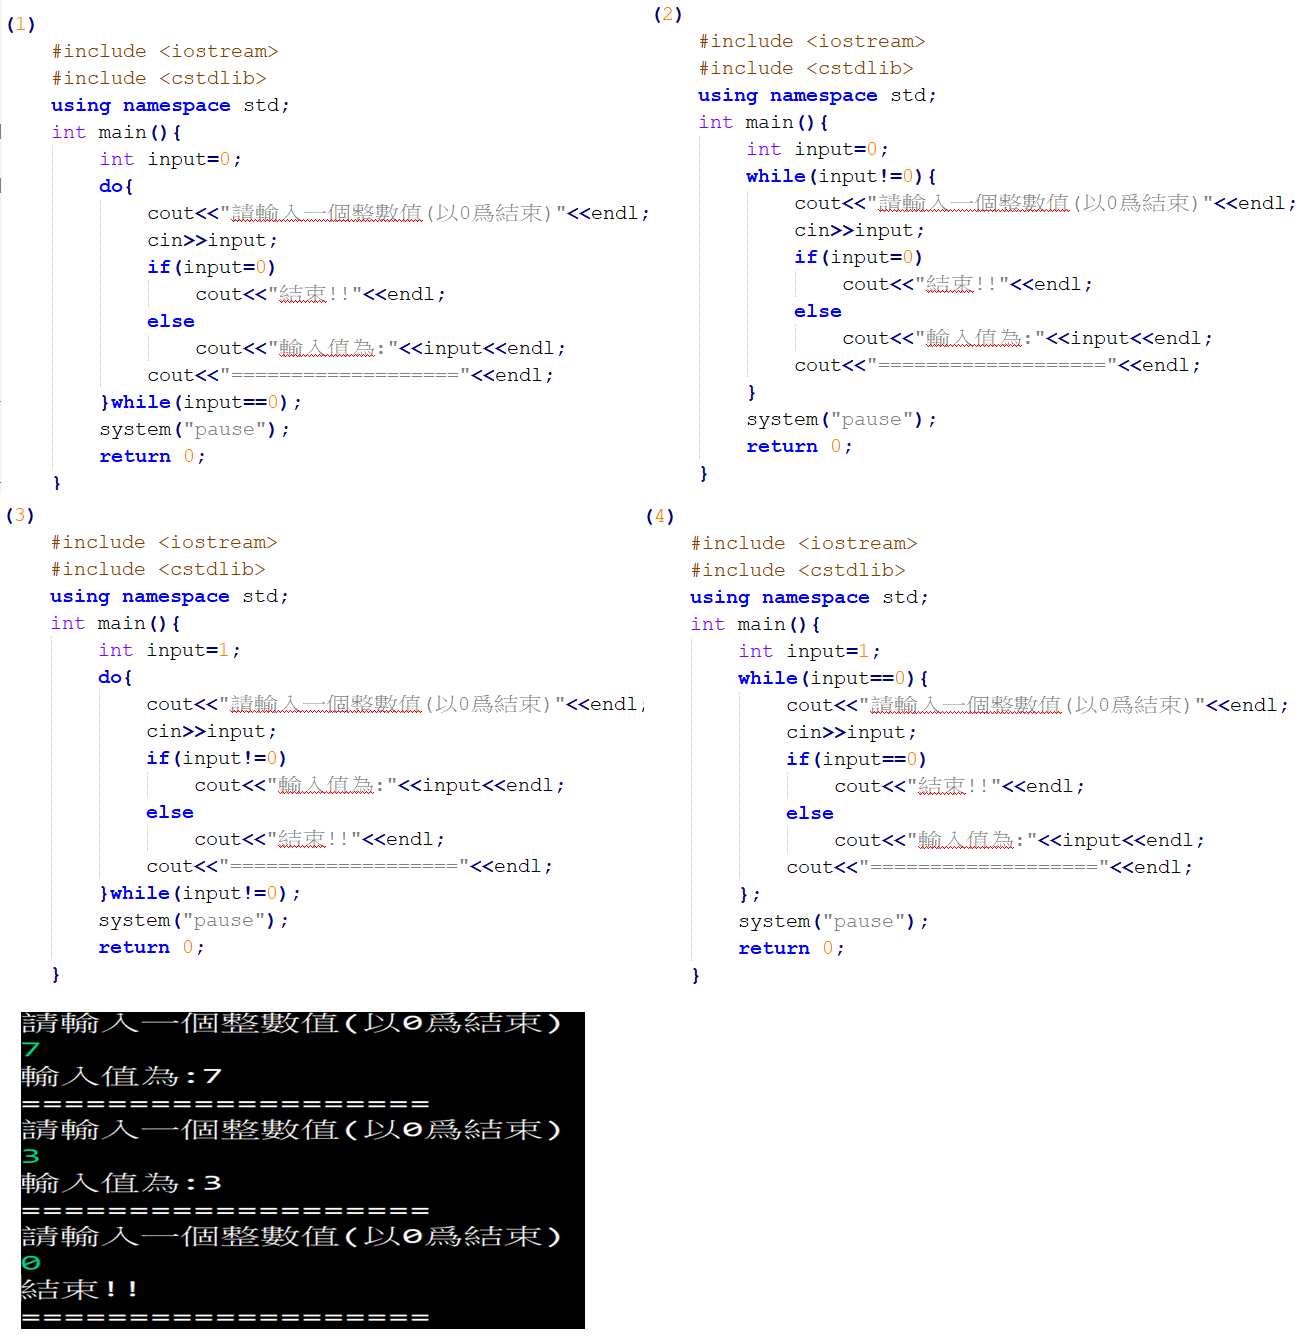 (1)
#include <iostream>
#include <cstdlib>
using namespace std;
int main(){
int input=0;
do{
cout<<"請輸入一個整數值(以0爲結束)"<<endl;
cin>>input;
if(input=0)
cout<<"結束!!"<<endl;
else
cout<<"輸入值為:"<<input<<endl;
cout<<"==================="<<endl;
}while(input==0);
system("pause");
return 0;
}
(2)
#include <iostream>
#include <cstdlib>
using namespace std;
int main(){
int input=0;
while(input!=0){
cout<<"請輸入一個整數值(以0爲結束)"<<endl;
cin>>input;
if(input=0)
cout<<"結束!!"<<endl;
else
cout<<"輸入值為:"<<input<<endl;
cout<<"==================="<<endl;
}
system("pause");
return 0;
}
(3)
#include <iostream>
#include <cstdlib>
using namespace std;
int main(){
int input=1;
do{
cout<<"請輸入一個整數值(以0爲結束)"<<endl;
cin>>input;
if(input!=0)
cout<<"輸入值為:"<<input<<endl;
else
cout<<"結束!!"<<endl;
cout<<"==================="<<endl;
}while(input!=0);
system("pause");
return 0;
}
(4)
#include <iostream>
#include <cstdlib>
using namespace std;
int main(){
int input=1;
while(input==0){
cout<<"請輸入一個整數值(以0爲結束)"<<endl;
cin>>input;
if(input==0)
cout<<"結束!!"<<endl;
else
cout<<"輸入值為:"<<input<<endl;
cout<<"==================="<<endl;
};
system("pause");
return 0;
}
請輸入一個整數值(以0爲結束)
7
輸入值為:7
===================
請輸入一個整數值(以0爲結束)
3
輸入值為:3
===================
請輸入一個整數值(以0爲結束)
0
結束!!
===================